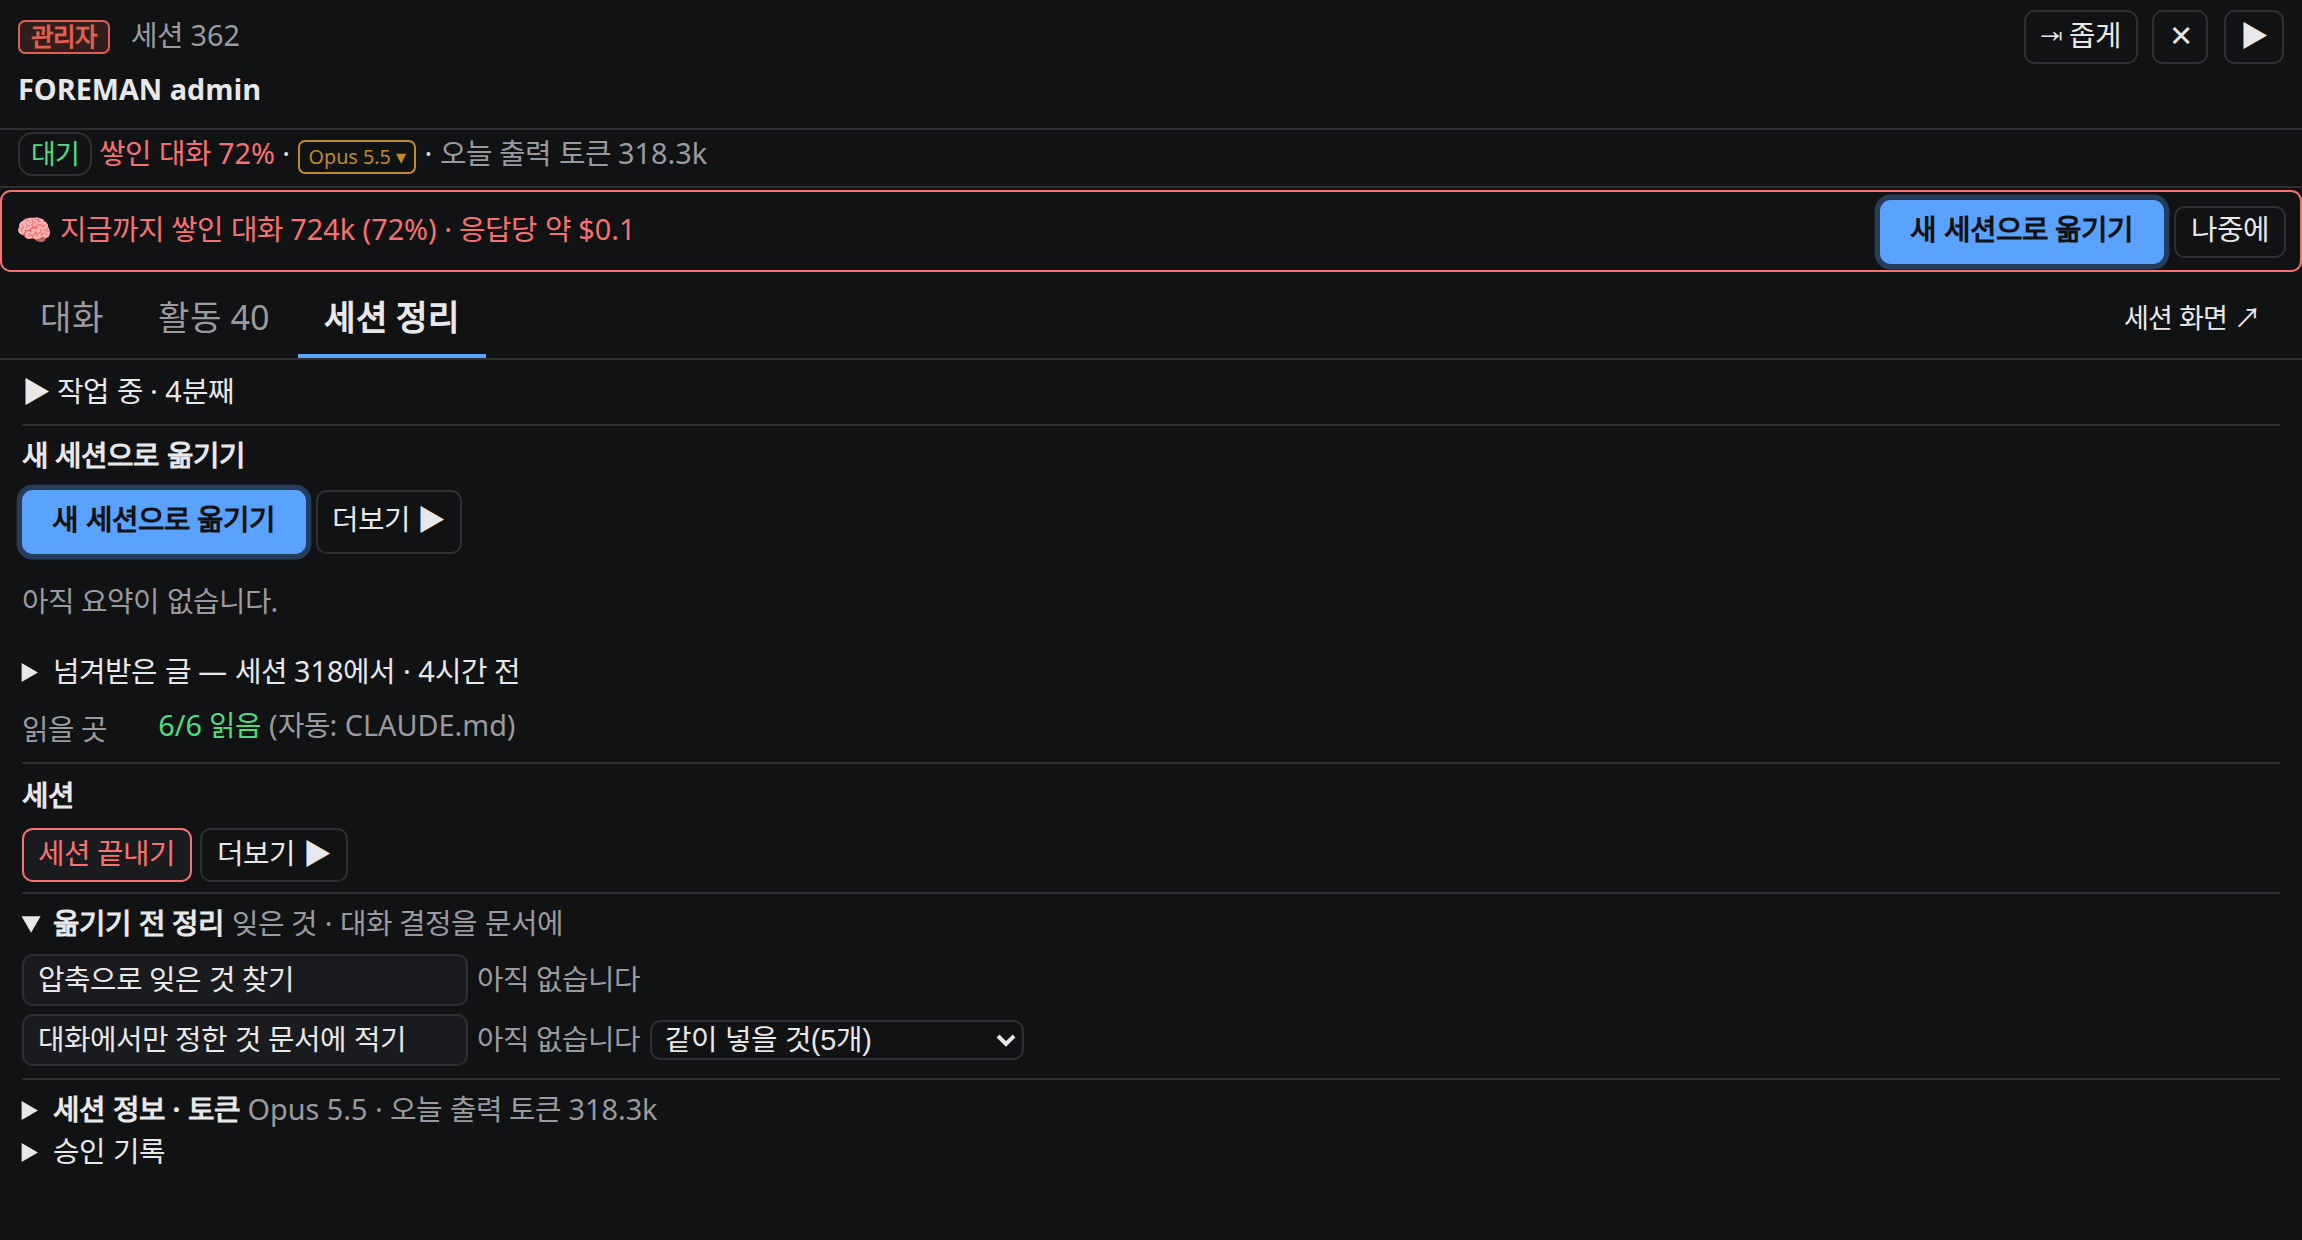 관리자 세션 362 ⇥ 좁게 ✕ ▶
FOREMAN admin
대기 쌓인 대화 72% · Opus 5.5 ▾ · 오늘 출력 토큰 318.3k
🧠 지금까지 쌓인 대화 724k (72%) · 응답당 약 $0.1 새 세션으로 옮기기 나중에
대화 활동 40 세션 정리 세션 화면 ↗
▶ 작업 중 · 4분째
새 세션으로 옮기기
새 세션으로 옮기기 더보기 ▶
아직 요약이 없습니다.
▶ 넘겨받은 글 — 세션 318에서 · 4시간 전
읽을 곳 6/6 읽음 (자동: CLAUDE.md)
세션
세션 끝내기 더보기 ▶
▼ 옮기기 전 정리 잊은 것 · 대화 결정을 문서에
압축으로 잊은 것 찾기 아직 없습니다
대화에서만 정한 것 문서에 적기 아직 없습니다 같이 넣을 것(5개)
▶ 세션 정보 · 토큰 Opus 5.5 · 오늘 출력 토큰 318.3k
▶ 승인 기록